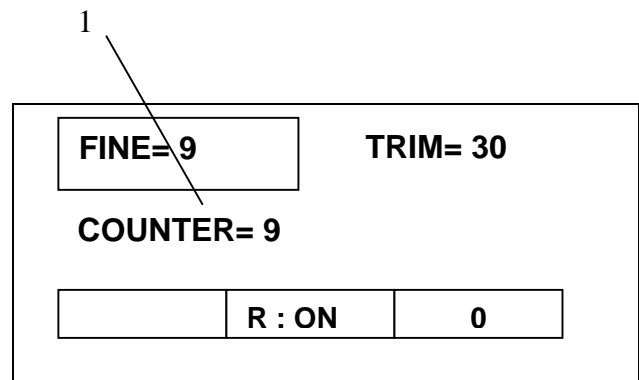 1
FINE= 9 TRIM= 30
COUNTER= 9
R : ON 0